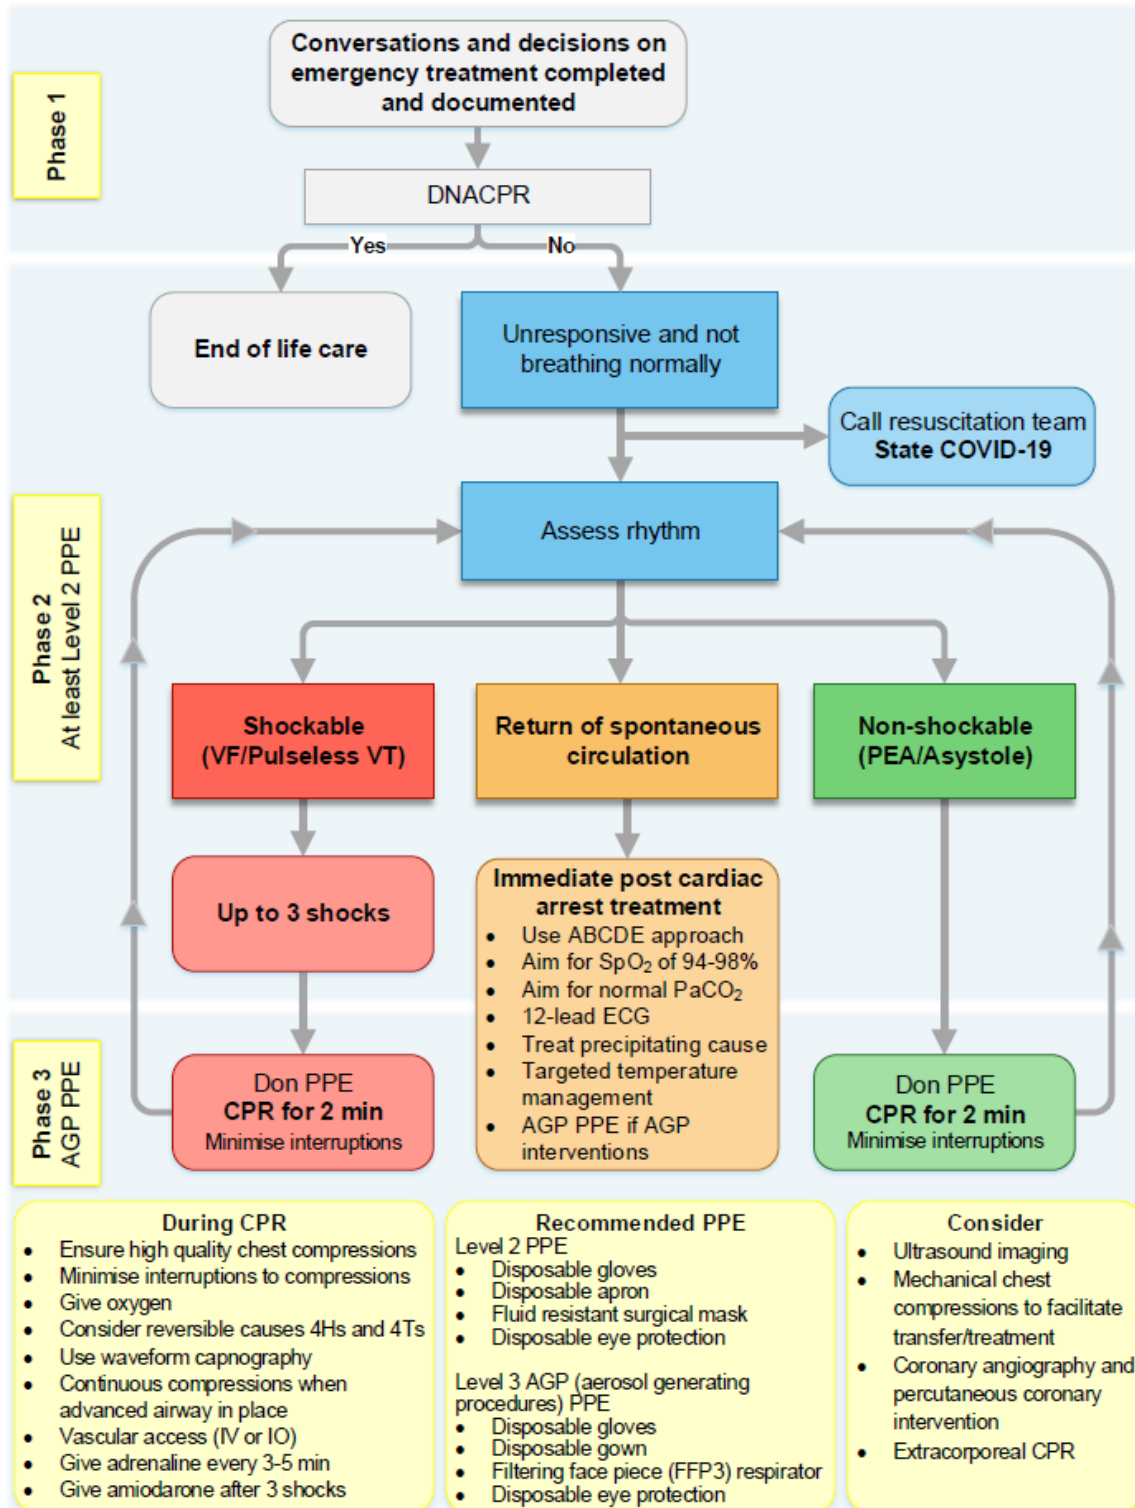 Conversations and decisions on
emergency treatment completed
and documented
Phase 1
DNACPR
Yes
No
End of life care
Unresponsive and not
breathing normally
Call resuscitation team
State COVID-19
Phase 2
At least Level 2 PPE
Assess rhythm
Shockable
(VF/Pulseless VT)
Return of spontaneous
circulation
Non-shockable
(PEA/Asystole)
Up to 3 shocks
Immediate post cardiac
arrest treatment
• Use ABCDE approach
• Aim for SpO₂ of 94-98%
• Aim for normal PaCO₂
• 12-lead ECG
• Treat precipitating cause
• Targeted temperature
management
• AGP PPE if AGP
interventions
Phase 3
AGP PPE
Don PPE
CPR for 2 min
Minimise interruptions
Don PPE
CPR for 2 min
Minimise interruptions
During CPR
• Ensure high quality chest compressions
• Minimise interruptions to compressions
• Give oxygen
• Consider reversible causes 4Hs and 4Ts
• Use waveform capnography
• Continuous compressions when
advanced airway in place
• Vascular access (IV or IO)
• Give adrenaline every 3-5 min
• Give amiodarone after 3 shocks
Recommended PPE
Level 2 PPE
• Disposable gloves
• Disposable apron
• Fluid resistant surgical mask
• Disposable eye protection
Level 3 AGP (aerosol generating
procedures) PPE
• Disposable gloves
• Disposable gown
• Filtering face piece (FFP3) respirator
• Disposable eye protection
Consider
• Ultrasound imaging
• Mechanical chest
compressions to facilitate
transfer/treatment
• Coronary angiography and
percutaneous coronary
intervention
• Extracorporeal CPR